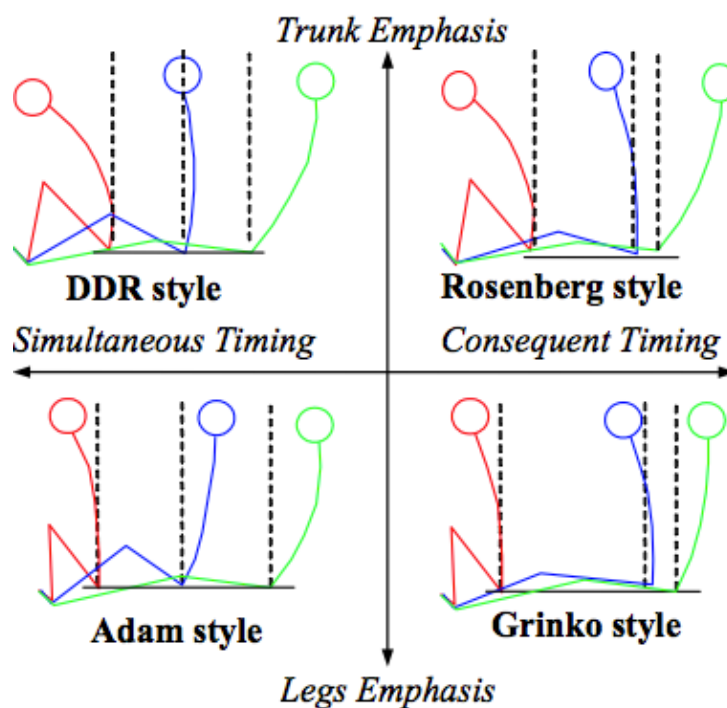 Trunk Emphasis
DDR style
Rosenberg style
Simultaneous Timing
Consequent Timing
Adam style
Grinko style
Legs Emphasis